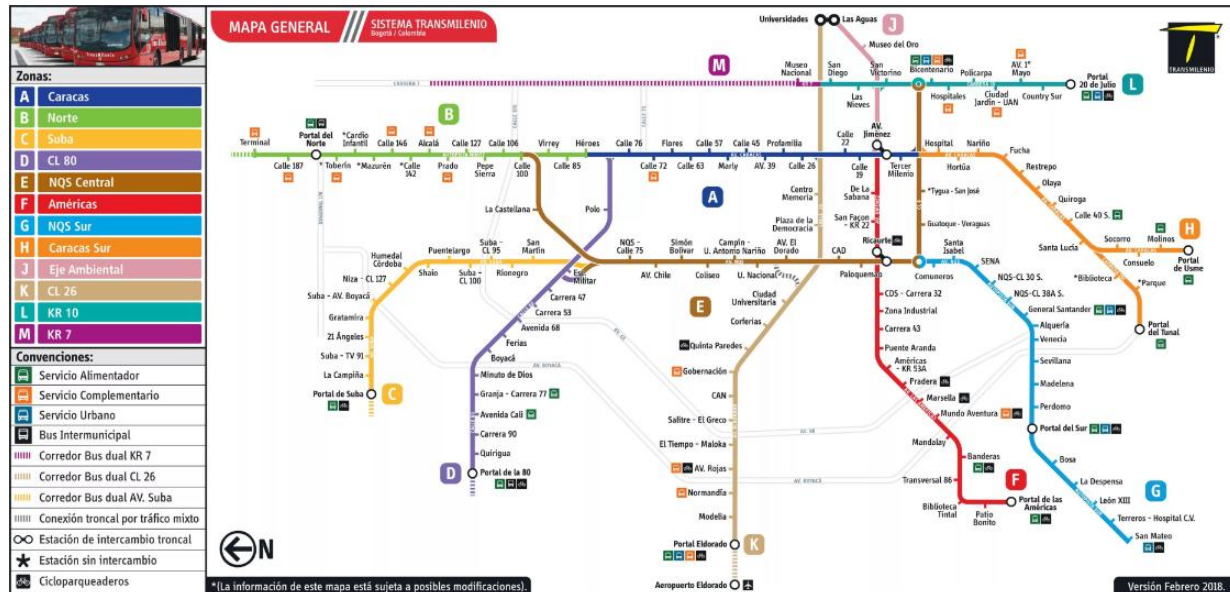 MAPA GENERAL
SISTEMA TRANSMILENIO
Bogotá / Colombia
TRANSMILENIO
Zonas:
A Caracas
B Norte
C Suba
D CL 80
E NQS Central
F Américas
G NQS Sur
H Caracas Sur
J Eje Ambiental
K CL 26
L KR 10
M KR 7
Convenciones:
Servicio Alimentador
Servicio Complementario
Servicio Urbano
Bus Intermunicipal
Corredor Bus dual KR 7
Corredor Bus dual CL 26
Corredor Bus dual AV. Suba
Conexión troncal por tráfico mixto
Estación de intercambio troncal
Estación sin intercambio
Cicloparqueaderos
Universidades
Las Aguas
J
Museo del Oro
M
Museo
Nacional
San
Diego
San
Victorino
Bicentenario
Policarpa
AV. 1°
Mayo
Portal
20 de Julio
L
Las
Nieves
Hospitales
Ciudad
Jardín - UAN
Country Sur
B
Terminal
Portal del
Norte
*Cardio
Infantil
Calle 146
Alcalá
Calle 127
Calle 106
Virrey
Héroes
Calle 76
Flores
Calle 57
Calle 45
Profamilia
Calle
22
AV.
Jiménez
Hospital
Nariño
Calle 187
* Toberín
*Mazurén
*Calle
142
Prado
Pepe
Sierra
Calle
100
Calle 85
Calle 72
Calle 63
Marly
AV. 39
Calle 26
Calle
19
Tercer
Milenio
Hortúa
Fucha
Restrepo
Olaya
Quiroga
Calle 40 S.
Santa Lucía
Socorro
Molinos
H
Consuelo
Portal
de Usme
*Biblioteca
*Parque
Portal
del Tunal
A
Centro
Memoria
Plaza de la
Democracia
De La
Sabana
San Façon -
KR 22
Ricaurte
*Tygua - San José
Guatoque - Veraguas
La Castellana
Polo
Humedal
Córdoba
Puentelargo
Suba
- CL 95
San
Martín
NQS -
Calle 75
Simón
Bolívar
Campín -
U. Antonio Nariño
AV. El
Dorado
CAD
Santa
Isabel
SENA
Niza - CL 127
Shaio
Suba
- CL 100
Rionegro
Esc.
Militar
AV. Chile
Coliseo
U. Nacional
Paloquemao
Comuneros
NQS-CL 30 S.
NQS-CL 38A S.
General Santander
Alquería
Venecia
Sevillana
Madelena
Perdomo
Portal del Sur
Bosa
La Despensa
León XIII
Terreros - Hospital C.V.
San Mateo
G
Suba - AV. Boyacá
Gratamira
21 Ángeles
Suba - TV 91
La Campiña
Portal de Suba
C
Carrera 47
Carrera 53
Avenida 68
Ferias
Boyacá
Minuto de Dios
Granja - Carrera 77
Avenida Cali
Carrera 90
Quirigua
Portal de la 80
D
E
Ciudad
Universitaria
Corferias
Quinta Paredes
Gobernación
CAN
Salitre - El Greco
El Tiempo - Maloka
AV. Rojas
Normandía
Modelia
Portal Eldorado
K
Aeropuerto Eldorado
CDS - Carrera 32
Zona Industrial
Carrera 43
Puente Aranda
Américas
- KR 53A
Pradera
Marsella
Mundo Aventura
Mandalay
Banderas
Transversal 86
Biblioteca
Tintal
Patio
Bonito
Portal de las
Américas
F
AV. 68
AV. BOYACÁ
AV. BOYACÁ
N
*(La información de este mapa está sujeta a posibles modificaciones).
Versión Febrero 2018.